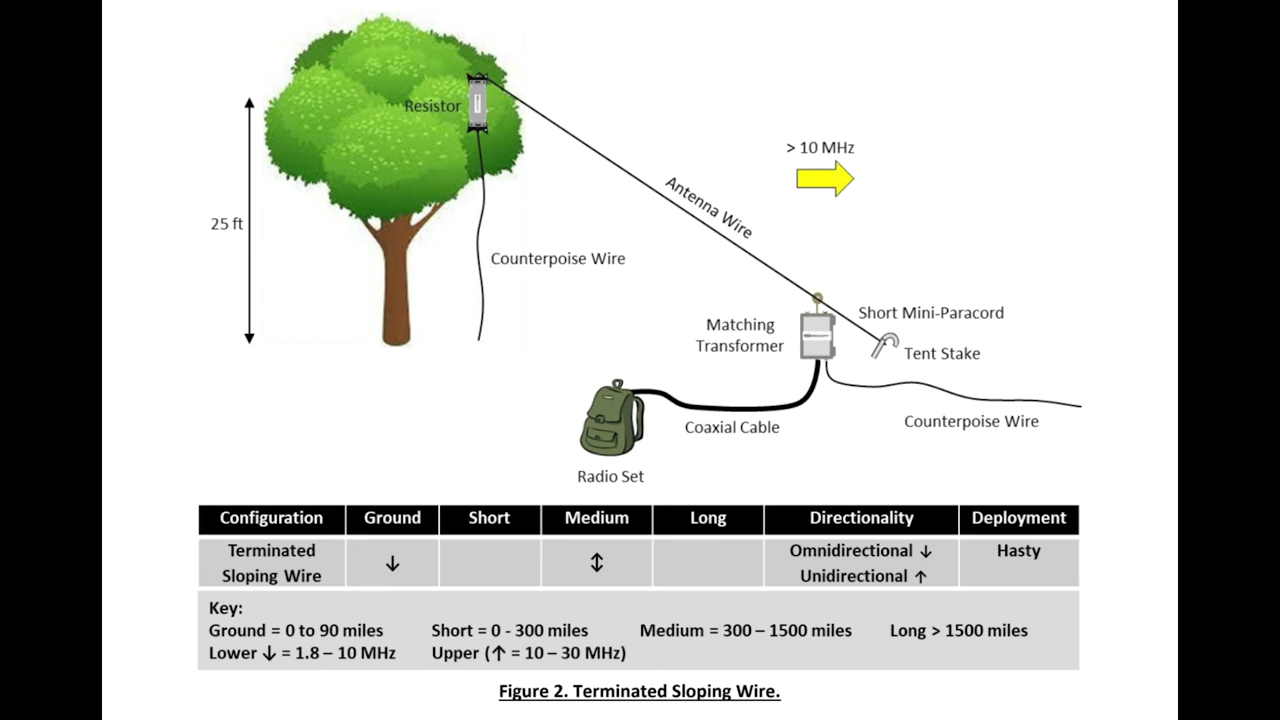 Resistor
> 10 MHz
Antenna Wire
25 ft
Counterpoise Wire
Short Mini-Paracord
Matching
Transformer
Tent Stake
Counterpoise Wire
Coaxial Cable
Radio Set
Configuration Ground Short Medium Long Directionality Deployment
Terminated Sloping Wire ↓ ↕ Omnidirectional ↓ Unidirectional ↑ Hasty
Key:
Ground = 0 to 90 miles Short = 0 - 300 miles Medium = 300 – 1500 miles Long > 1500 miles
Lower ↓ = 1.8 – 10 MHz Upper (↑ = 10 – 30 MHz)
Figure 2. Terminated Sloping Wire.